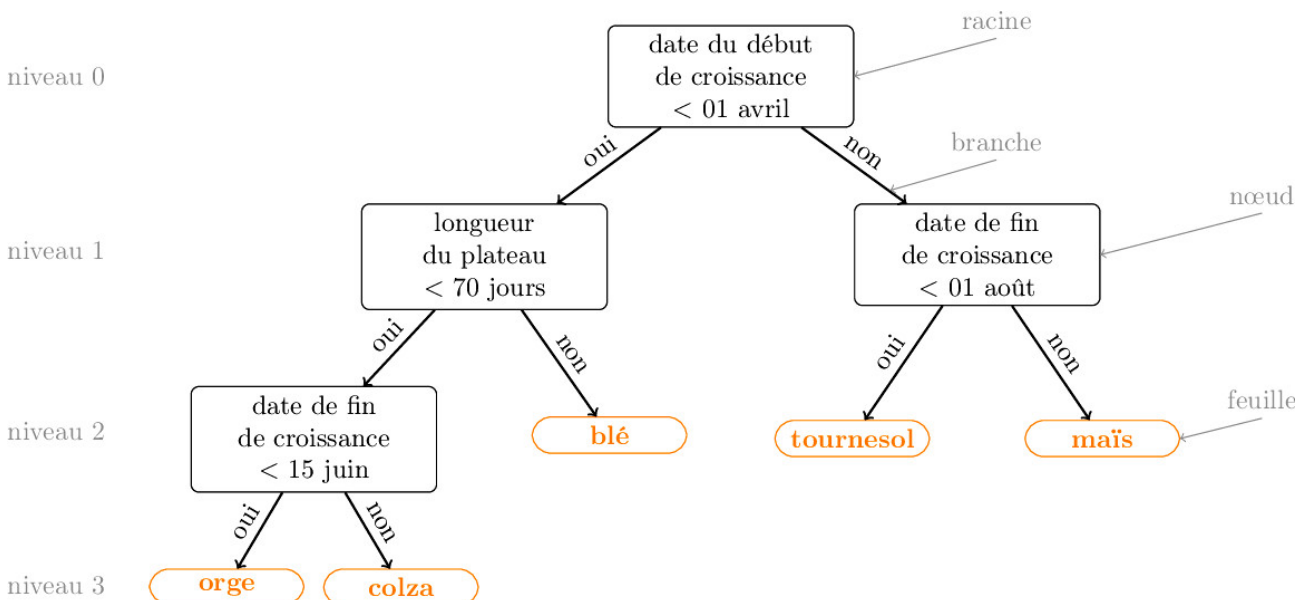 racine
niveau 0
date du début
de croissance
< 01 avril
oui
non
branche
nœud
niveau 1
longueur
du plateau
< 70 jours
date de fin
de croissance
< 01 août
oui
non
oui
non
niveau 2
date de fin
de croissance
< 15 juin
blé
tournesol
maïs
feuille
oui
non
niveau 3
orge
colza